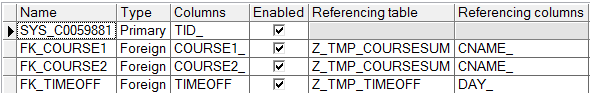 Name Type Columns Enabled Referencing table Referencing columns
SYS_C0059881 Primary TID_
FK_COURSE1 Foreign COURSE1_ Z_TMP_COURSESUM CNAME_
FK_COURSE2 Foreign COURSE2_ Z_TMP_COURSESUM CNAME_
FK_TIMEOFF Foreign TIMEOFF Z_TMP_TIMEOFF DAY_